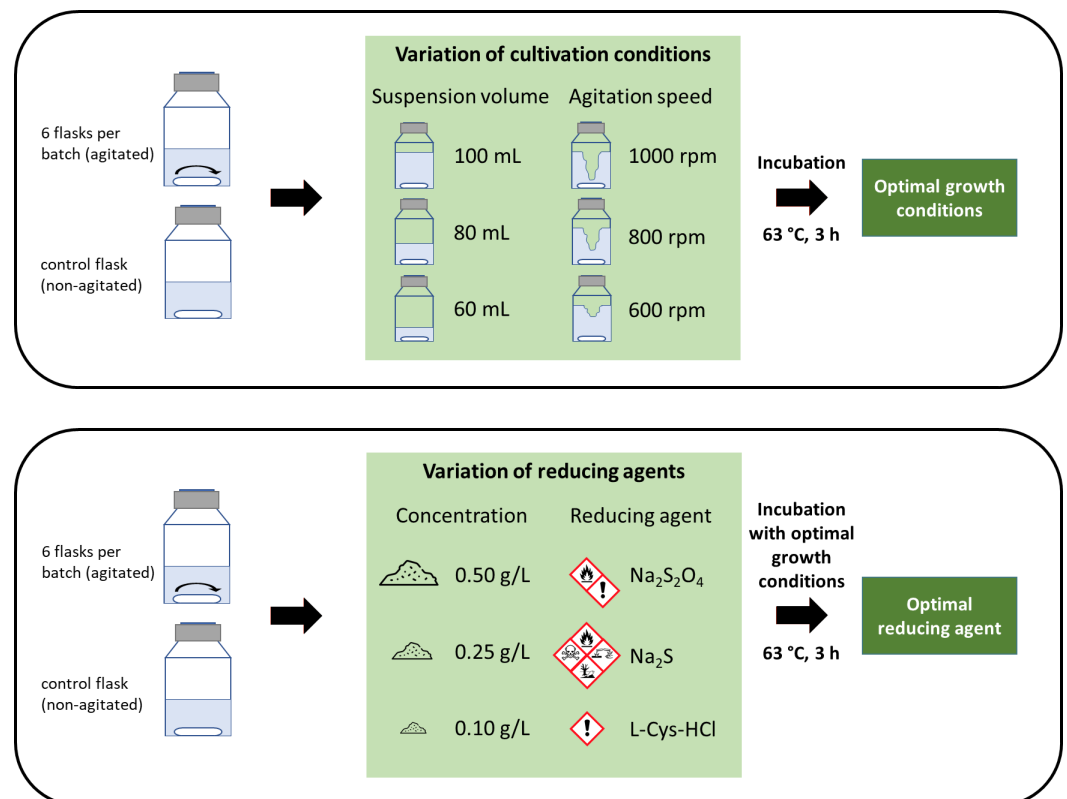 Variation of cultivation conditions
Suspension volume
Agitation speed
6 flasks per
batch (agitated)
control flask
(non-agitated)
100 mL
1000 rpm
80 mL
800 rpm
60 mL
600 rpm
Incubation
63 °C, 3 h
Optimal growth
conditions
Variation of reducing agents
Concentration
Reducing agent
6 flasks per
batch (agitated)
control flask
(non-agitated)
0.50 g/L
Na₂S₂O₄
0.25 g/L
Na₂S
0.10 g/L
L-Cys-HCl
Incubation
with optimal
growth
conditions
63 °C, 3 h
Optimal
reducing agent